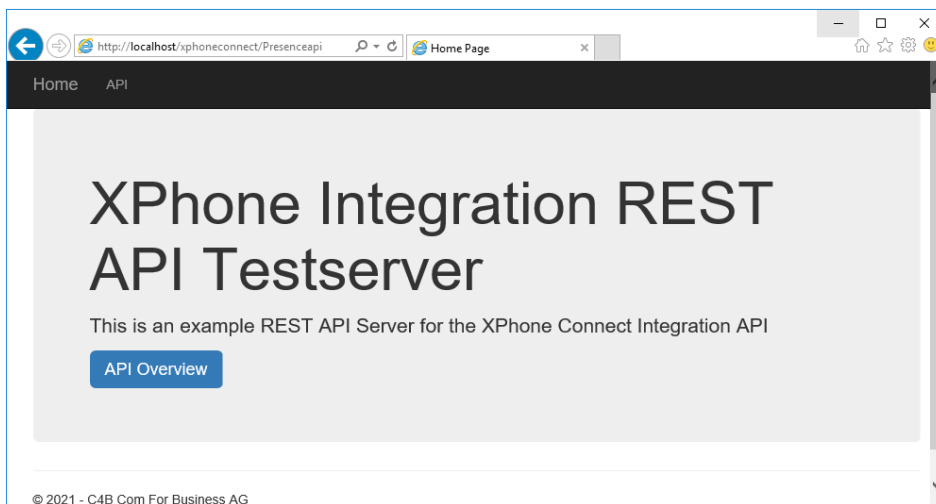 http://localhost/xphoneconnect/Presenceapi
Home Page
Home API
XPhone Integration REST
API Testserver
This is an example REST API Server for the XPhone Connect Integration API
API Overview
© 2021 - C4B Com For Business AG